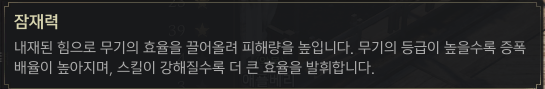 잠재력
내재된 힘으로 무기의 효율을 끌어올려 피해량을 높입니다. 무기의 등급이 높을수록 증폭
배율이 높아지며, 스킬이 강해질수록 더 큰 효율을 발휘합니다.